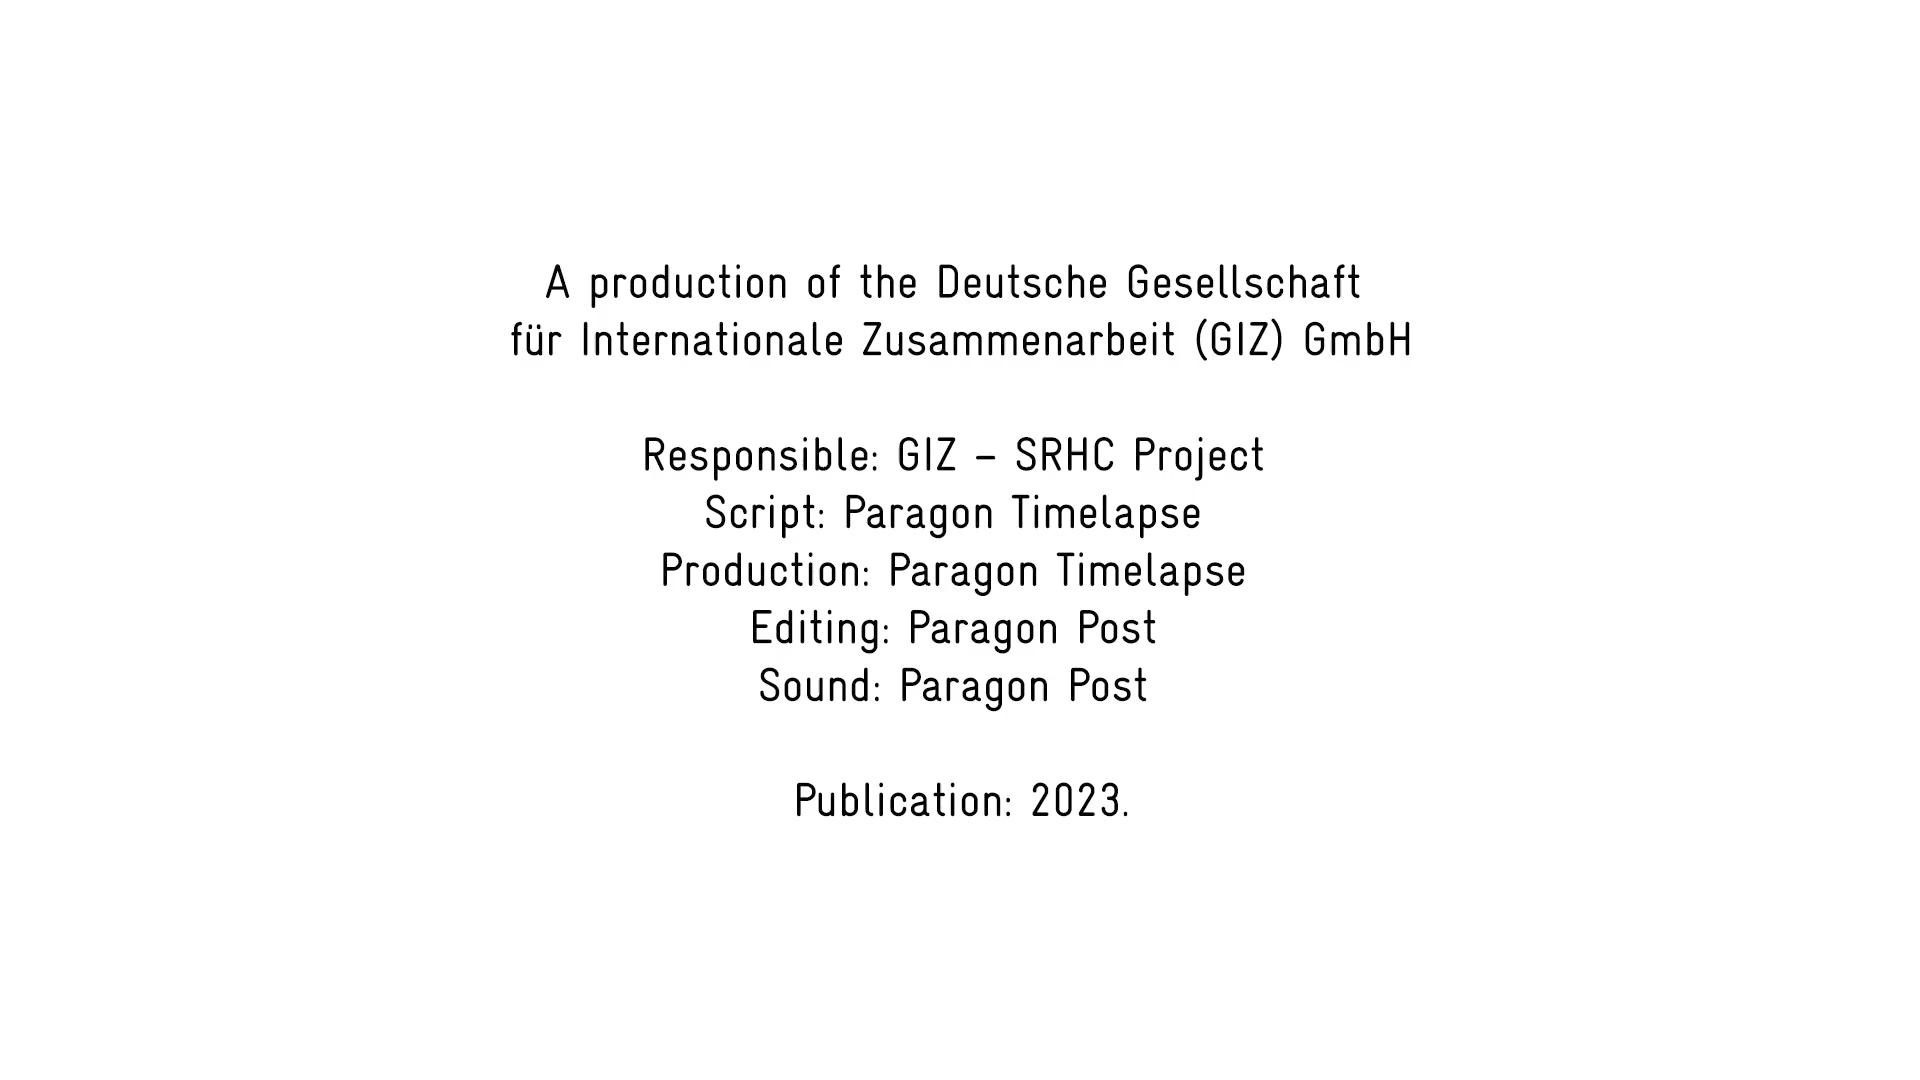 A production of the Deutsche Gesellschaft
für Internationale Zusammenarbeit (GIZ) GmbH
Responsible: GIZ – SRHC Project
Script: Paragon Timelapse
Production: Paragon Timelapse
Editing: Paragon Post
Sound: Paragon Post
Publication: 2023.